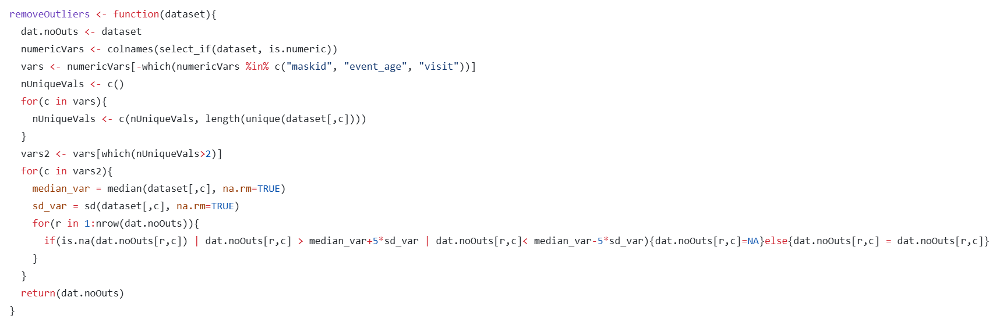 removeOutliers <- function(dataset){
  dat.noOuts <- dataset
  numericVars <- colnames(select_if(dataset, is.numeric))
  vars <- numericVars[-which(numericVars %in% c("maskid", "event_age", "visit"))]
  nUniqueVals <- c()
  for(c in vars){
    nUniqueVals <- c(nUniqueVals, length(unique(dataset[,c])))
  }
  vars2 <- vars[which(nUniqueVals>2)]
  for(c in vars2){
    median_var = median(dataset[,c], na.rm=TRUE)
    sd_var = sd(dataset[,c], na.rm=TRUE)
    for(r in 1:nrow(dat.noOuts)){
      if(is.na(dat.noOuts[r,c]) | dat.noOuts[r,c] > median_var+5*sd_var | dat.noOuts[r,c]< median_var-5*sd_var){dat.noOuts[r,c]=NA}else{dat.noOuts[r,c] = dat.noOuts[r,c]}
    }
  }
  return(dat.noOuts)
}